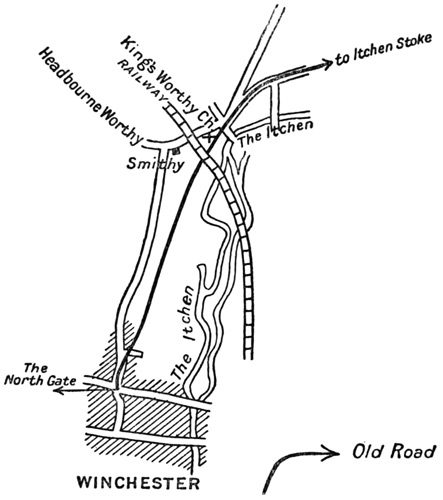 to Itchen Stoke
King's Worthy Ch.
RAILWAY
Headbourne Worthy
The Itchen
Smithy
The Itchen
The
North Gate
Old Road
WINCHESTER